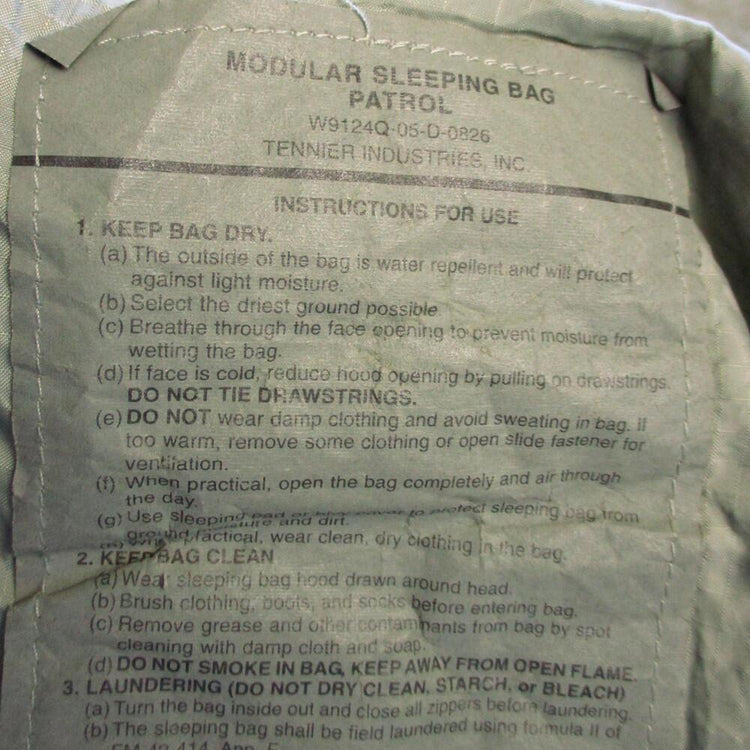 MODULAR SLEEPING BAG
PATROL
W9124Q-05-D-0826
TENNIER INDUSTRIES, INC.
INSTRUCTIONS FOR USE
1. KEEP BAG DRY.
(a) The outside of the bag is water repellent and will protect
against light moisture.
(b) Select the driest ground possible
(c) Breathe through the face opening to prevent moisture from
wetting the bag.
(d) If face is cold, reduce hood opening by pulling on drawstrings.
DO NOT TIE DRAWSTRINGS.
(e) DO NOT wear damp clothing and avoid sweating in bag. If
too warm, remove some clothing or open slide fastener for
ventilation.
(f) When practical, open the bag completely and air through
the day.
(g) Use sleeping pad or cover to protect sleeping bag from
ground and dirt.
wear clean, dry clothing in the bag.
2. KEEP BAG CLEAN
(a) Wear sleeping bag hood drawn around head.
(b) Brush clothing, boots, and socks before entering bag.
(c) Remove grease and other contaminants from bag by spot
cleaning with damp cloth and soap.
(d) DO NOT SMOKE IN BAG, KEEP AWAY FROM OPEN FLAME.
3. LAUNDERING (DO NOT DRY CLEAN, STARCH, or BLEACH)
(a) Turn the bag inside out and close all zippers before laundering.
(b) The sleeping bag shall be field laundered using formula II of